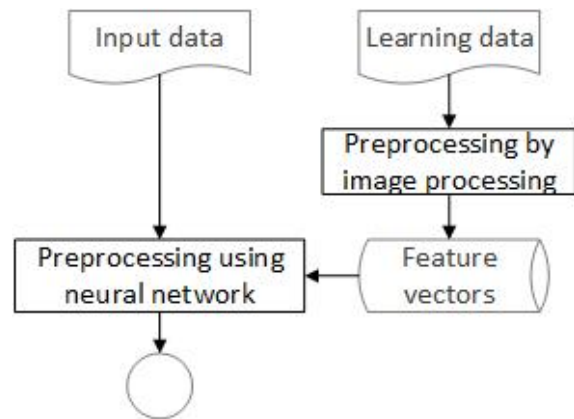 Input data
Learning data
Preprocessing by
image processing
Preprocessing using
neural network
Feature
vectors